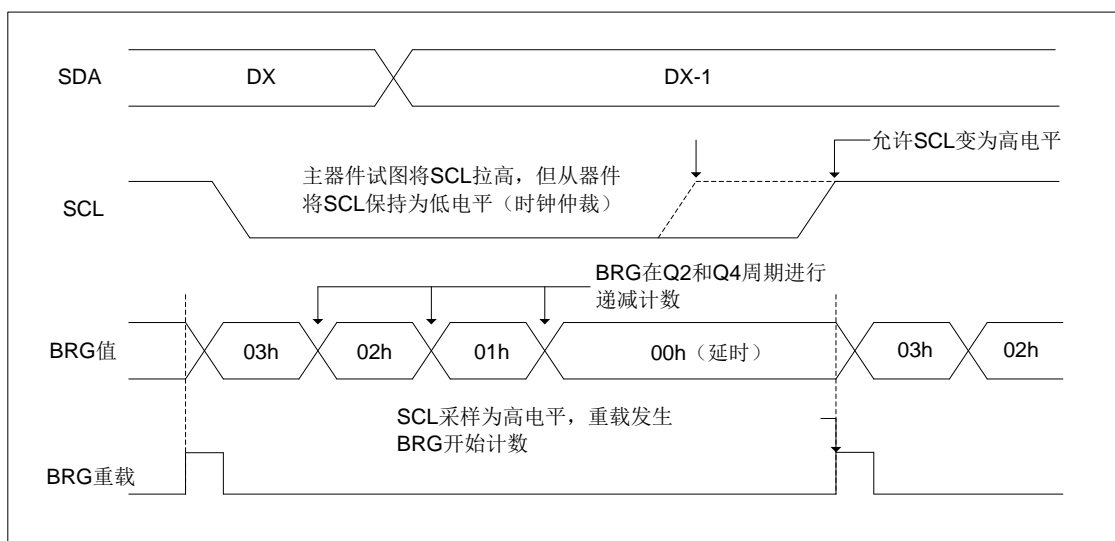 SDA
DX
DX-1
允许SCL变为高电平
主器件试图将SCL拉高，但从器件
将SCL保持为低电平（时钟仲裁）
SCL
BRG在Q2和Q4周期进行
递减计数
BRG值
03h
02h
01h
00h（延时）
03h
02h
SCL采样为高电平，重载发生
BRG开始计数
BRG重载